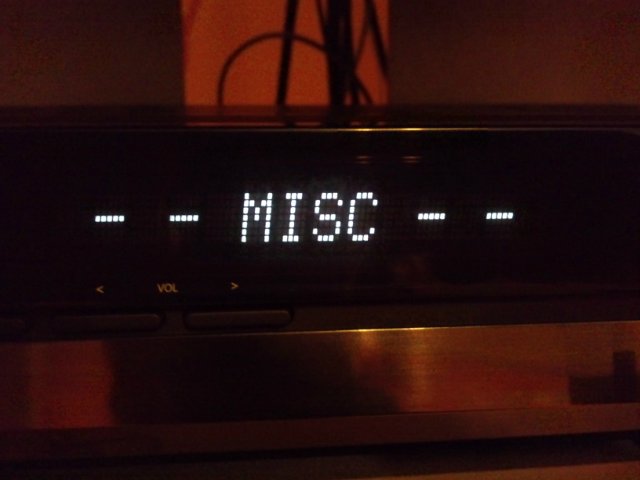 - - MISC - -
< VOL >